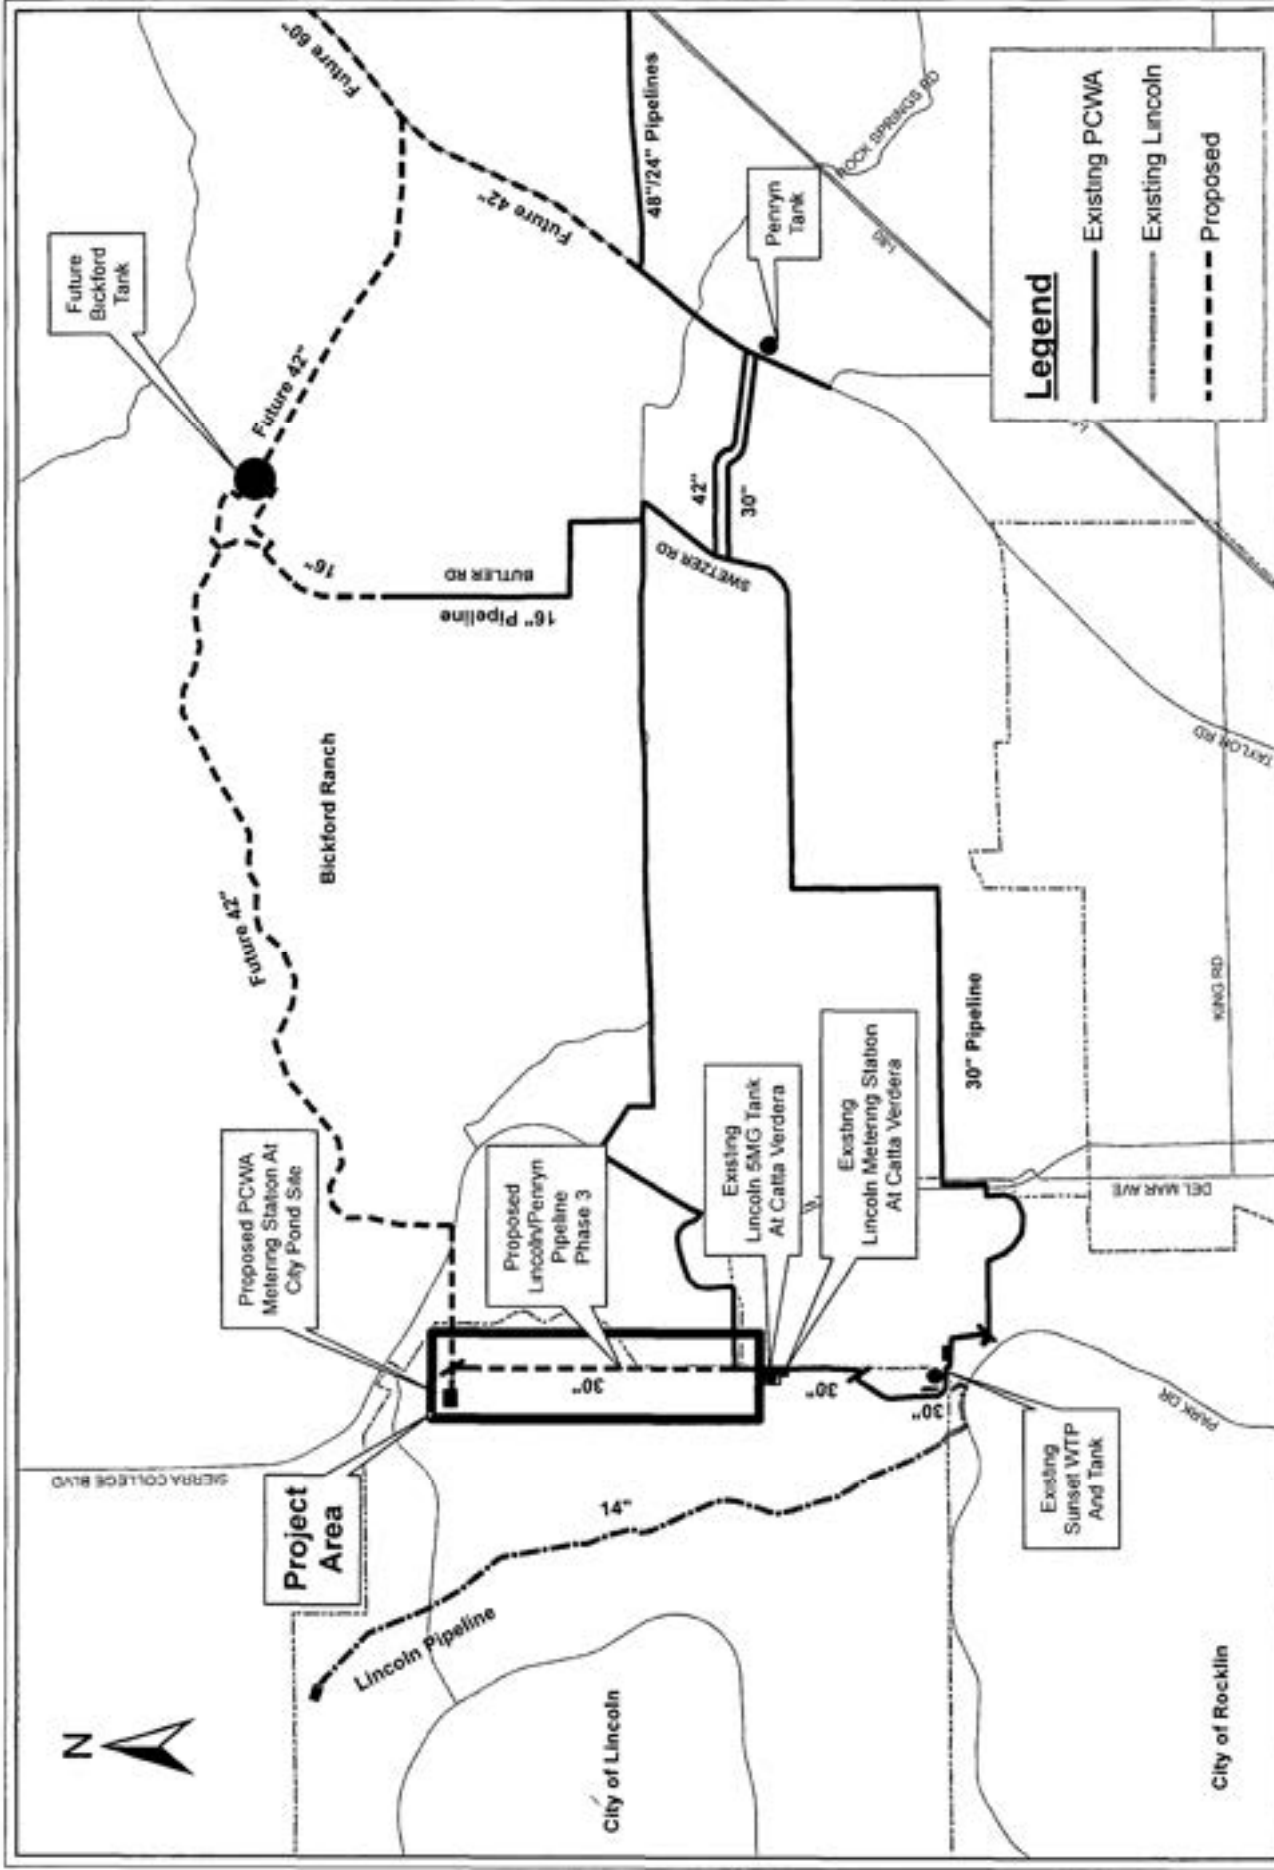 N
City of Lincoln
City of Rocklin
Lincoln Pipeline
14"
Project
Area
SIERRA COLLEGE BLVD
Proposed PCWA
Metering Station At
City Pond Site
Proposed
Lincoln/Penryn
Pipeline
Phase 3
30"
30"
30"
Existing
Lincoln 5MG Tank
At Catta Verdera
Existing
Lincoln Metering Station
At Catta Verdera
Existing
Sunset WTP
And Tank
PARK DR
DEL MAR AVE
KING RD
30" Pipeline
TAYLOR RD
Future 42"
Bickford Ranch
16"
BUTLER RD
16" Pipeline
Future
Bickford
Tank
Future 42"
SWETZER RD
42"
30"
Future 60"
Future 42"
48"/24" Pipelines
Penryn
Tank
ROCK SPRINGS RD
I-80
Legend
Existing PCWA
Existing Lincoln
Proposed